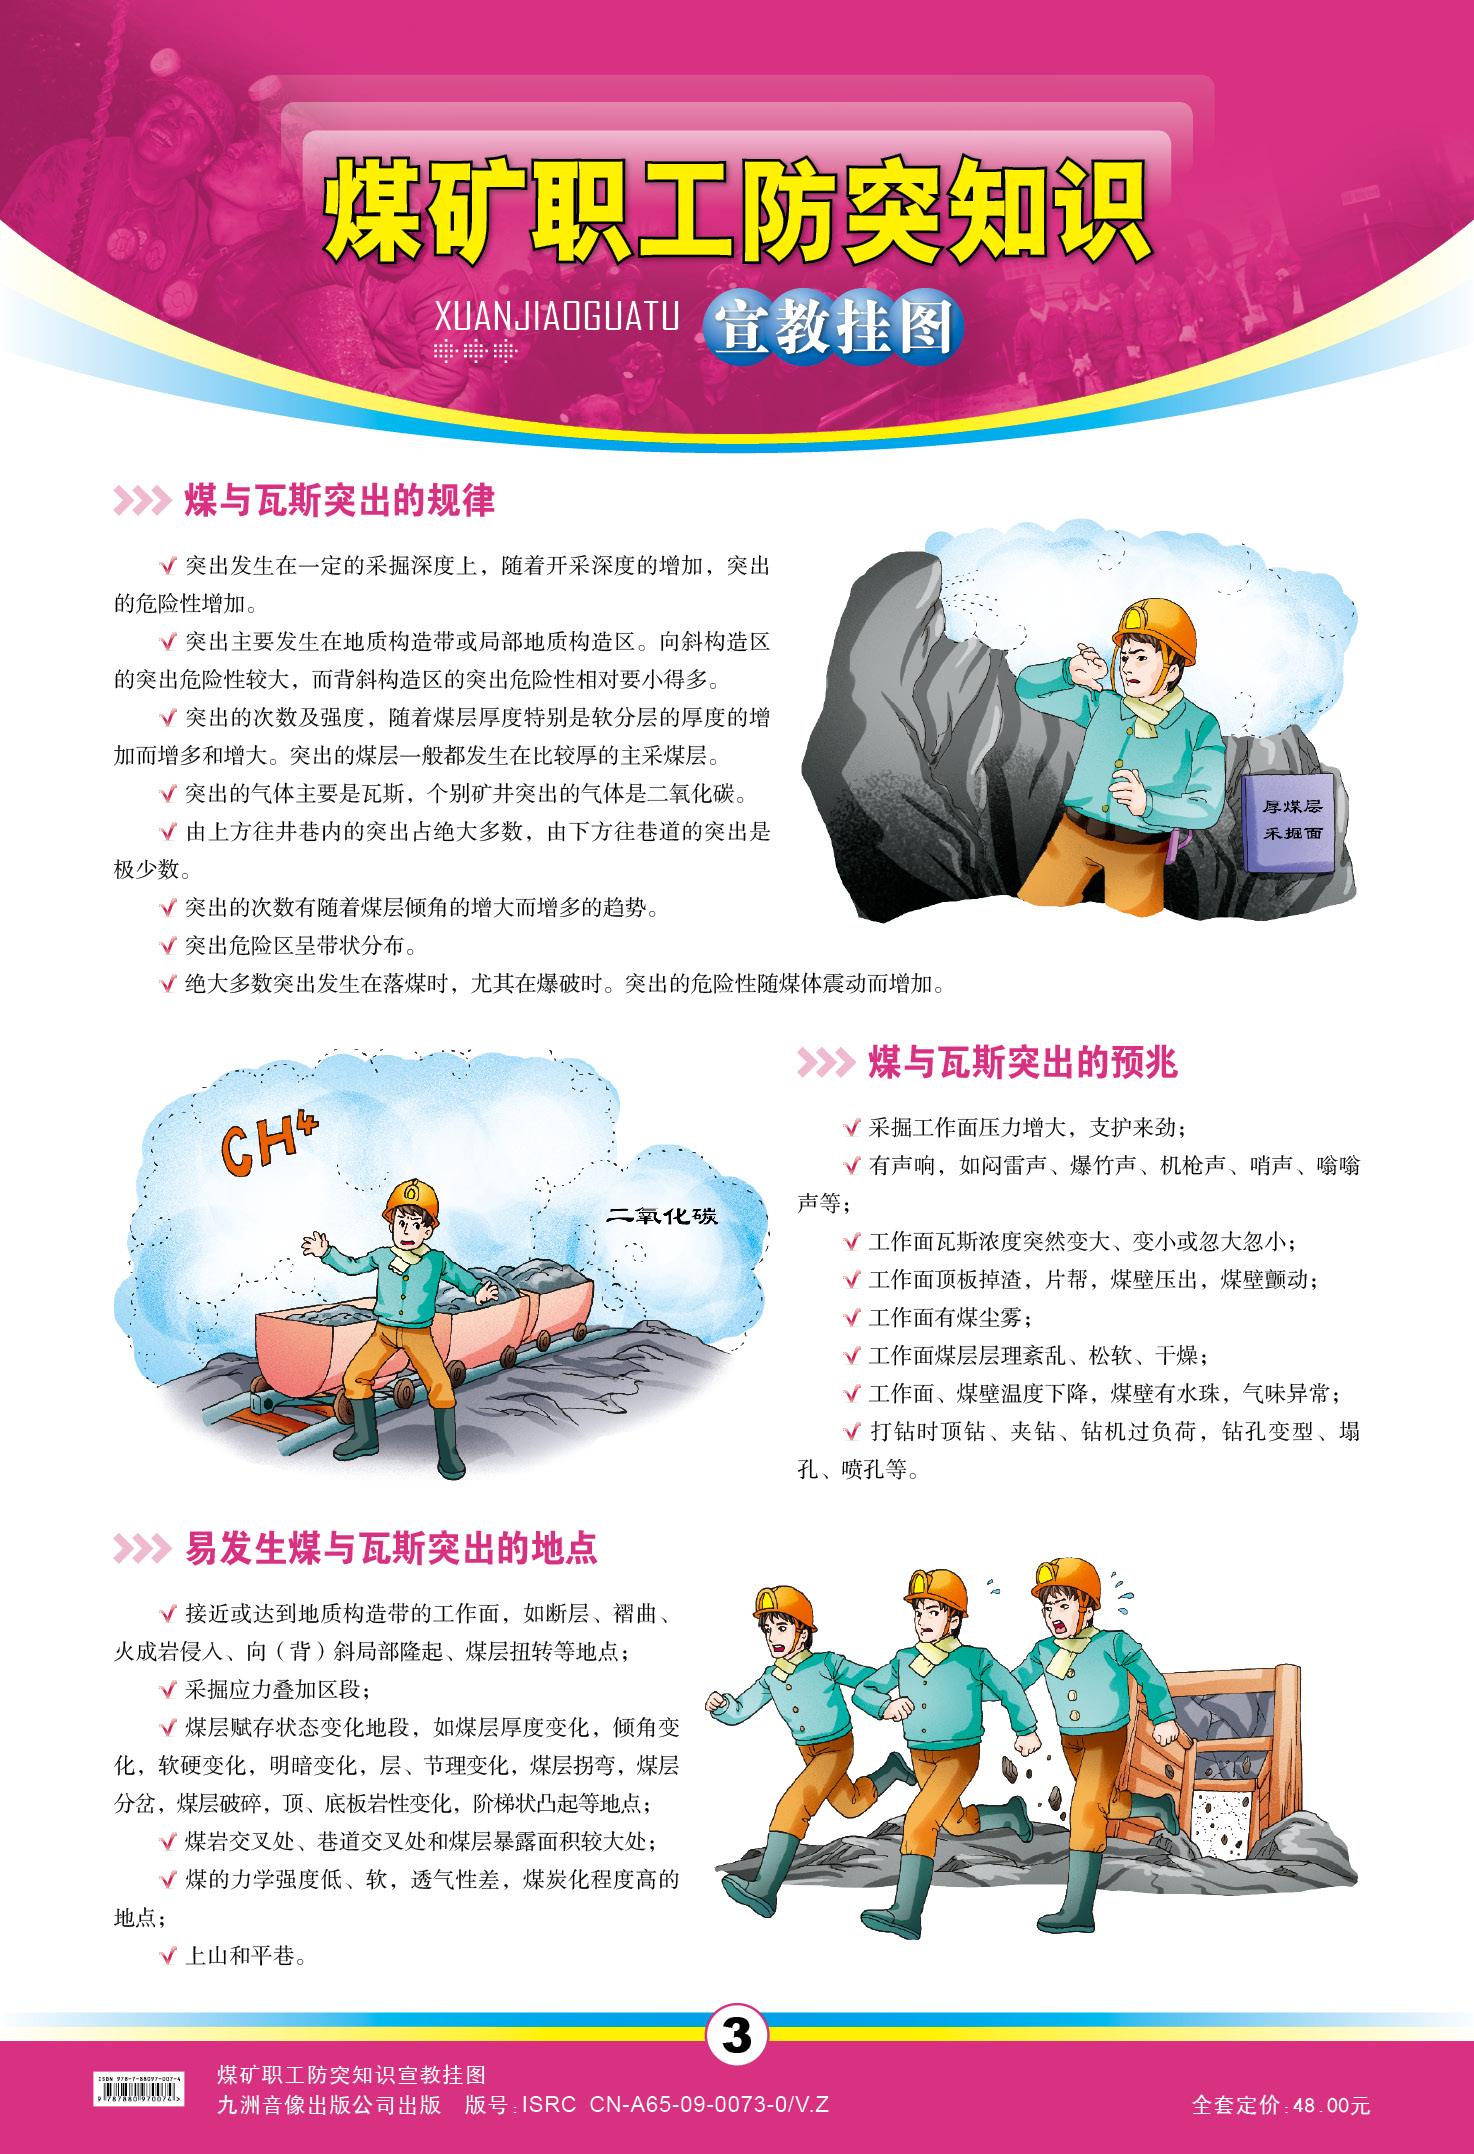 煤矿职工防突知识
XUANJIAOGUATU 宣教挂图
煤与瓦斯突出的规律
突出发生在一定的采掘深度上，随着开采深度的增加，突出
的危险性增加。
突出主要发生在地质构造带或局部地质构造区。向斜构造区
的突出危险性较大，而背斜构造区的突出危险性相对要小得多。
突出的次数及强度，随着煤层厚度特别是软分层的厚度的增
加而增多和增大。突出的煤层一般都发生在比较厚的主采煤层。
突出的气体主要是瓦斯，个别矿井突出的气体是二氧化碳。
由上方往井巷内的突出占绝大多数，由下方往巷道的突出是
极少数。
突出的次数有随着煤层倾角的增大而增多的趋势。
突出危险区呈带状分布。
绝大多数突出发生在落煤时，尤其在爆破时。突出的危险性随煤体震动而增加。
厚煤层
采掘面
CH4
二氧化碳
煤与瓦斯突出的预兆
采掘工作面压力增大，支护来劲；
有声响，如闷雷声、爆竹声、机枪声、哨声、嗡嗡
声等；
工作面瓦斯浓度突然变大、变小或忽大忽小；
工作面顶板掉渣，片帮，煤壁压出，煤壁颤动；
工作面有煤尘雾；
工作面煤层层理紊乱、松软、干燥；
工作面、煤壁温度下降，煤壁有水珠，气味异常；
打钻时顶钻、夹钻、钻机过负荷，钻孔变型、塌
孔、喷孔等。
易发生煤与瓦斯突出的地点
接近或达到地质构造带的工作面，如断层、褶曲、
火成岩侵入、向（背）斜局部隆起、煤层扭转等地点；
采掘应力叠加区段；
煤层赋存状态变化地段，如煤层厚度变化，倾角变
化，软硬变化，明暗变化，层、节理变化，煤层拐弯，煤层
分岔，煤层破碎，顶、底板岩性变化，阶梯状凸起等地点；
煤岩交叉处、巷道交叉处和煤层暴露面积较大处；
煤的力学强度低、软，透气性差，煤炭化程度高的
地点；
上山和平巷。
3
ISBN 978-7-88097-007-4
9 787880 970074 >
煤矿职工防突知识宣教挂图
九洲音像出版公司出版 版号:ISRC CN-A65-09-0073-0/V.Z
全套定价:48.00元